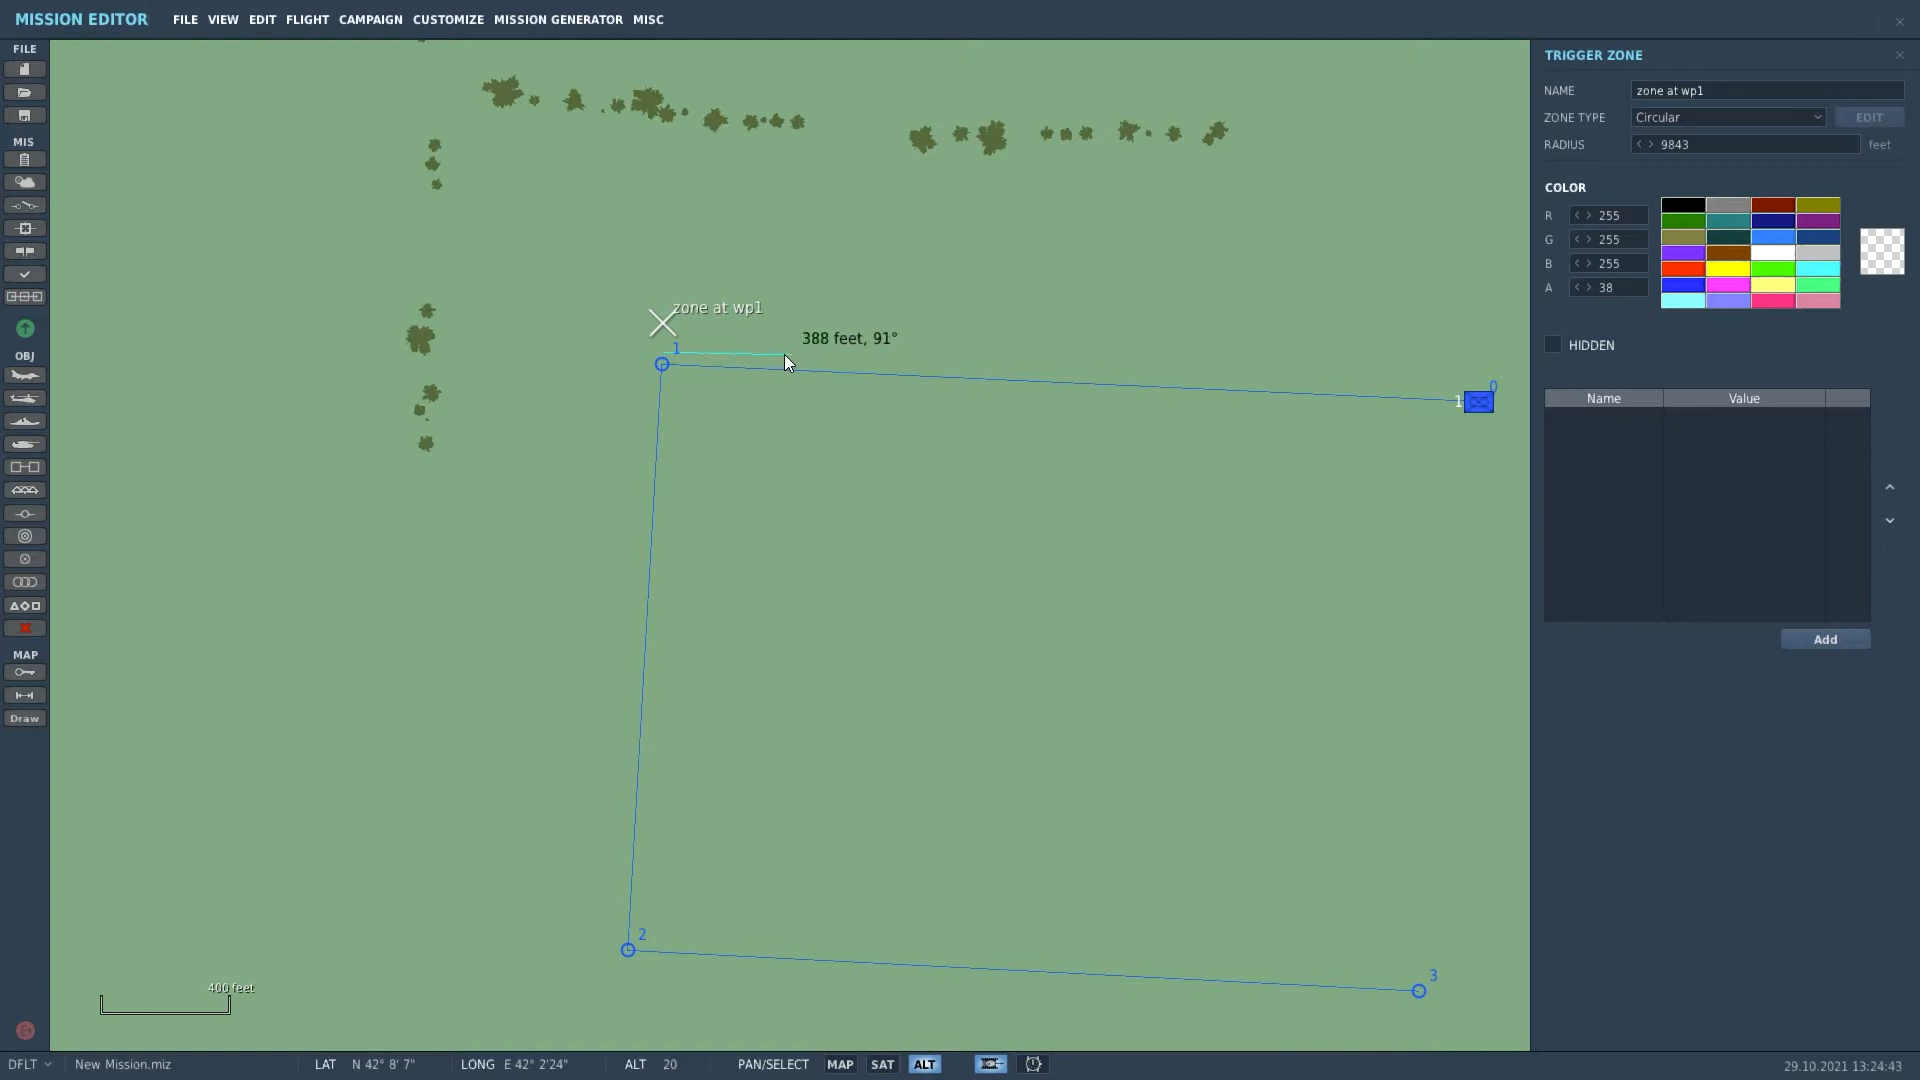 MISSION EDITOR FILE VIEW EDIT FLIGHT CAMPAIGN CUSTOMIZE MISSION GENERATOR MISC
FILE
MIS
OBJ
MAP
Draw
zone at wp1
388 feet, 91°
1
0
1
2
3
400 feet
TRIGGER ZONE
NAME zone at wp1
ZONE TYPE Circular EDIT
RADIUS 9843 feet
COLOR
R 255
G 255
B 255
A 38
HIDDEN
Name Value
Add
DFLT New Mission.miz LAT N 42° 8' 7" LONG E 42° 2'24" ALT 20 PAN/SELECT MAP SAT ALT 29.10.2021 13:24:43